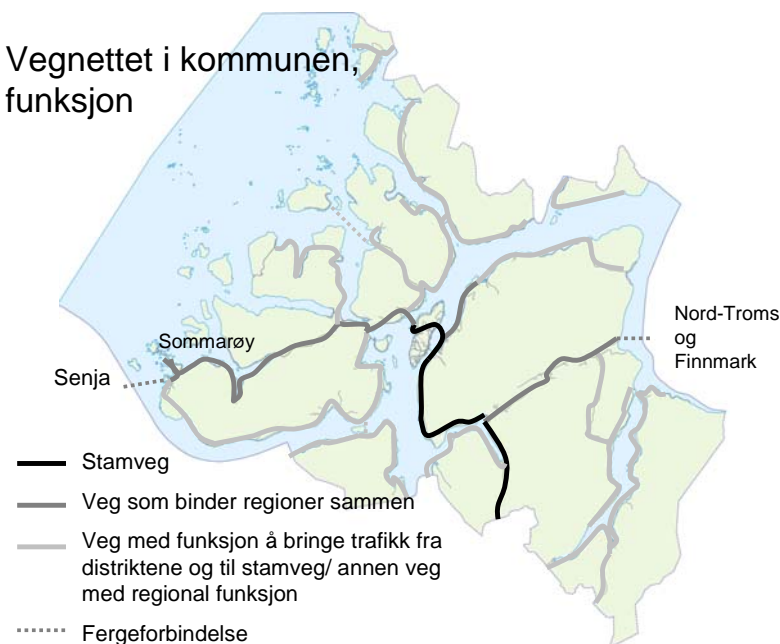 Vegnettet i kommunen,
funksjon
Sommarøy
Senja
Nord-Troms
og
Finnmark
Stamveg
Veg som binder regioner sammen
Veg med funksjon å bringe trafikk fra
distriktene og til stamveg/ annen veg
med regional funksjon
Fergeforbindelse